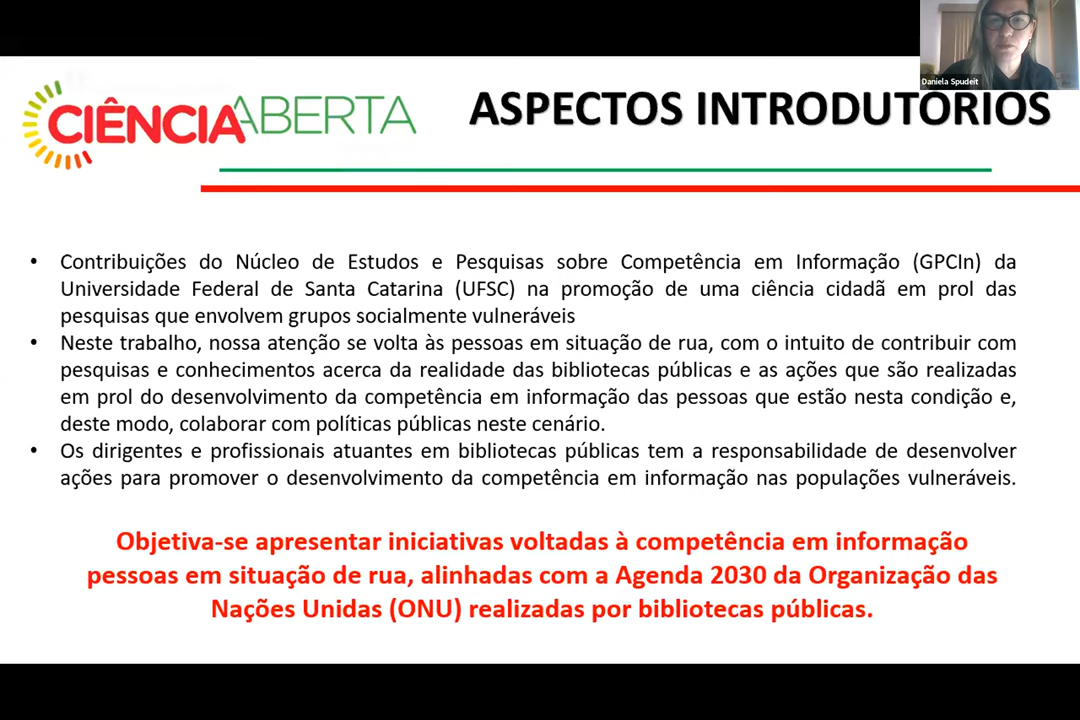 Daniela Spudeit
CIÊNCIAABERTA
ASPECTOS INTRODUTÓRIOS
• Contribuições do Núcleo de Estudos e Pesquisas sobre Competência em Informação (GPCIn) da
Universidade Federal de Santa Catarina (UFSC) na promoção de uma ciência cidadã em prol das
pesquisas que envolvem grupos socialmente vulneráveis
• Neste trabalho, nossa atenção se volta às pessoas em situação de rua, com o intuito de contribuir com
pesquisas e conhecimentos acerca da realidade das bibliotecas públicas e as ações que são realizadas
em prol do desenvolvimento da competência em informação das pessoas que estão nesta condição e,
deste modo, colaborar com políticas públicas neste cenário.
• Os dirigentes e profissionais atuantes em bibliotecas públicas tem a responsabilidade de desenvolver
ações para promover o desenvolvimento da competência em informação nas populações vulneráveis.
Objetiva-se apresentar iniciativas voltadas à competência em informação
pessoas em situação de rua, alinhadas com a Agenda 2030 da Organização das
Nações Unidas (ONU) realizadas por bibliotecas públicas.